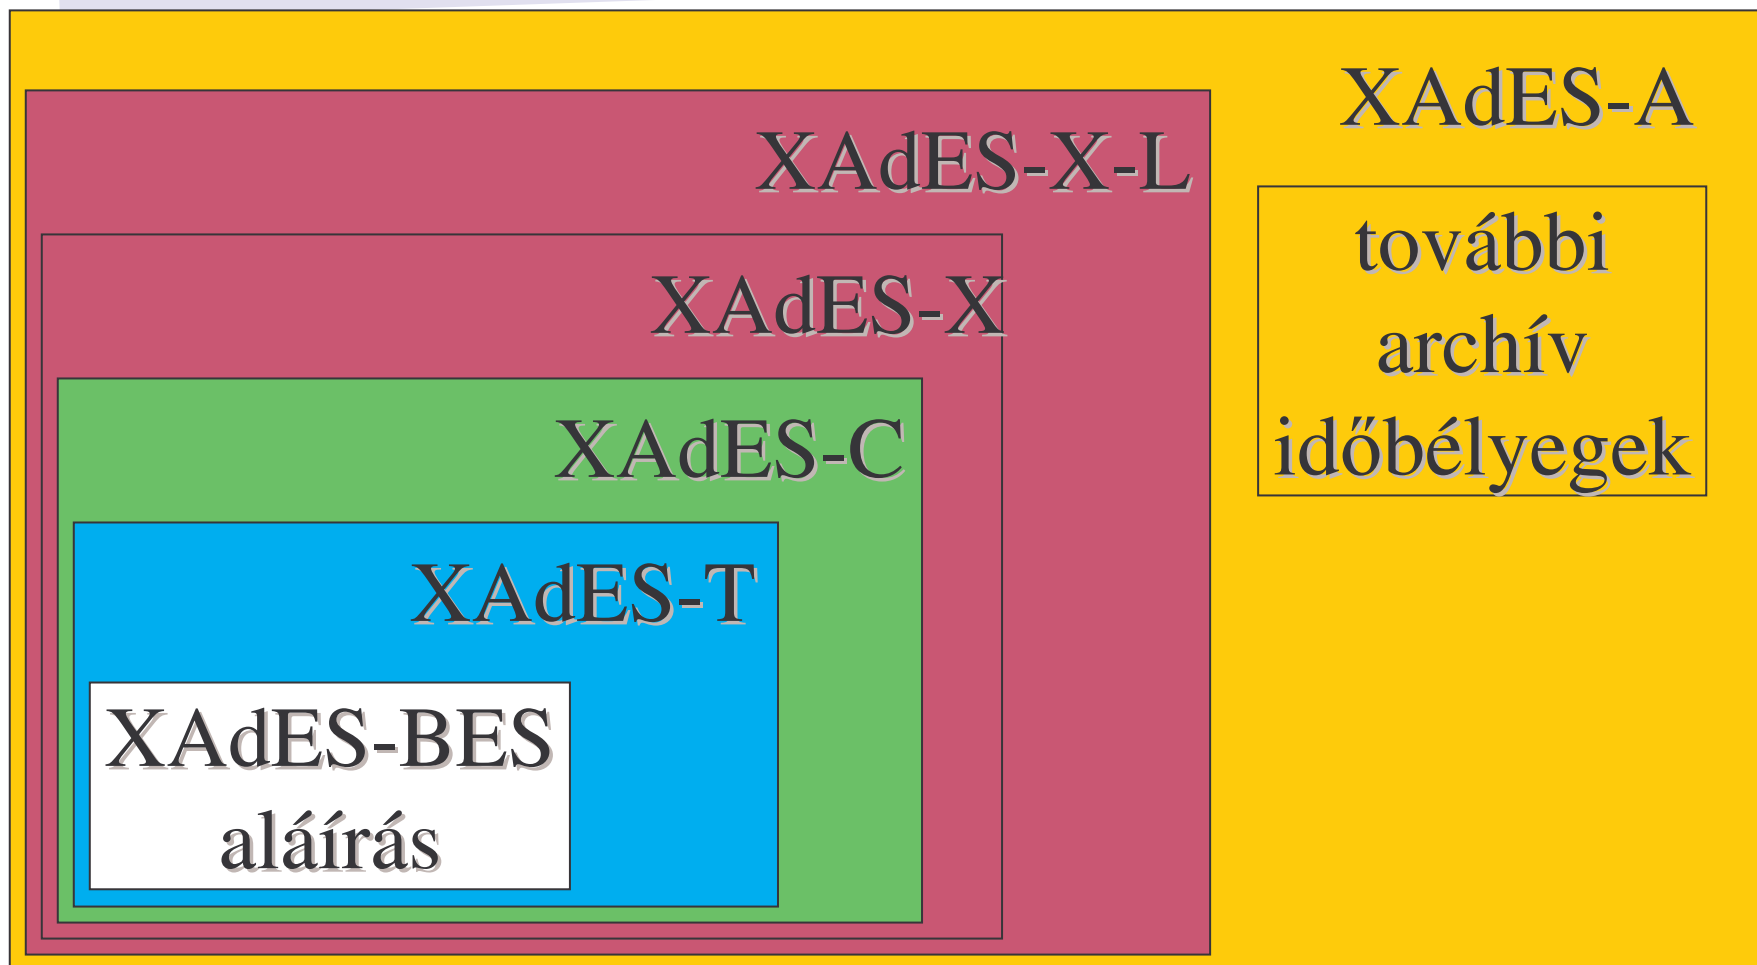 XAdES-A
XAdES-X-L
további
archív
időbélyegek
XAdES-X
XAdES-C
XAdES-T
XAdES-BES
aláírás